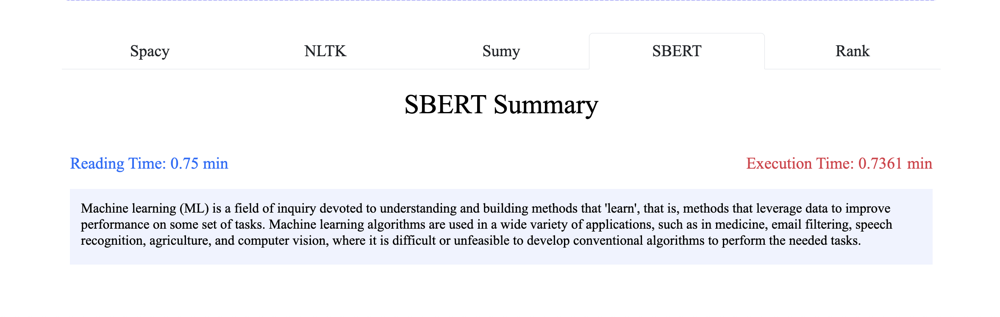 Spacy NLTK Sumy SBERT Rank
SBERT Summary
Reading Time: 0.75 min Execution Time: 0.7361 min
Machine learning (ML) is a field of inquiry devoted to understanding and building methods that 'learn', that is, methods that leverage data to improve
performance on some set of tasks. Machine learning algorithms are used in a wide variety of applications, such as in medicine, email filtering, speech
recognition, agriculture, and computer vision, where it is difficult or unfeasible to develop conventional algorithms to perform the needed tasks.